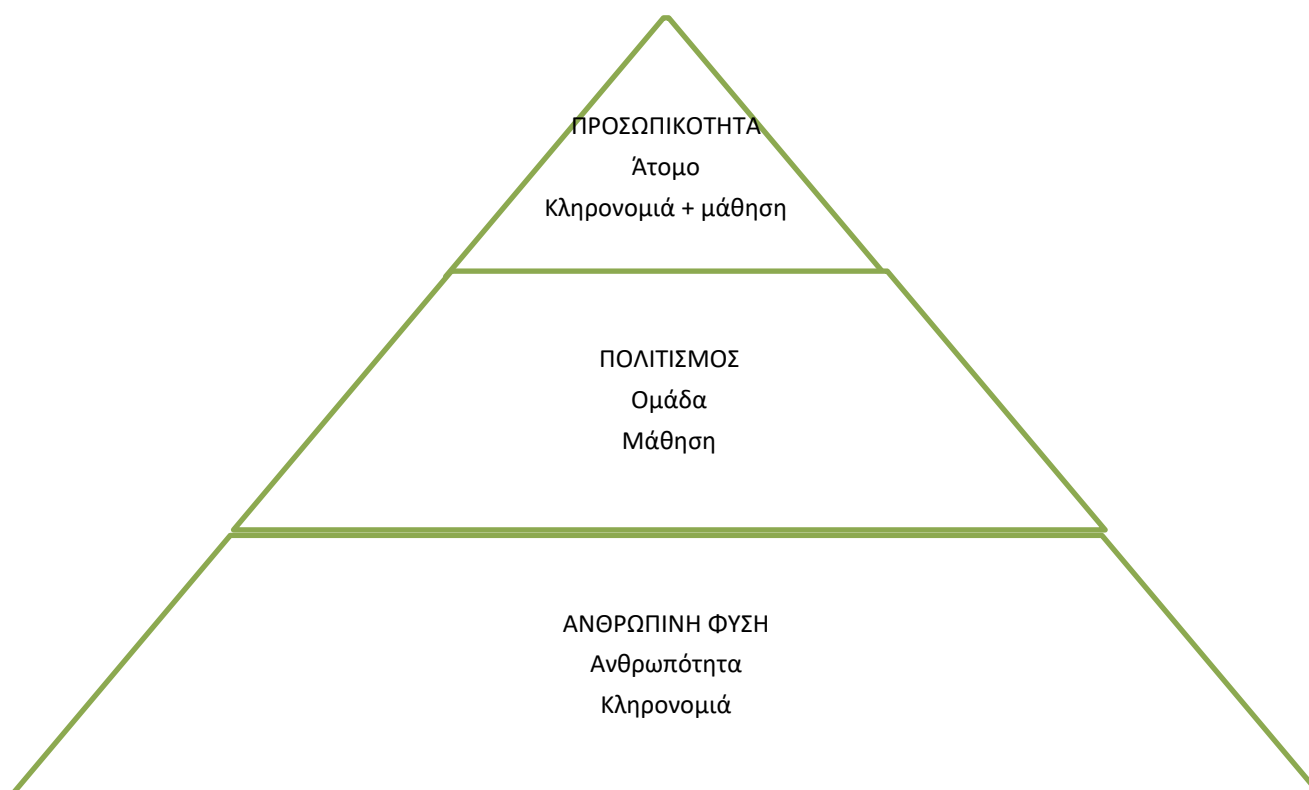 ΠΡΟΣΩΠΙΚΟΤΗΤΑ
Άτομο
Κληρονομιά + μάθηση
ΠΟΛΙΤΙΣΜΟΣ
Ομάδα
Μάθηση
ΑΝΘΡΩΠΙΝΗ ΦΥΣΗ
Ανθρωπότητα
Κληρονομιά